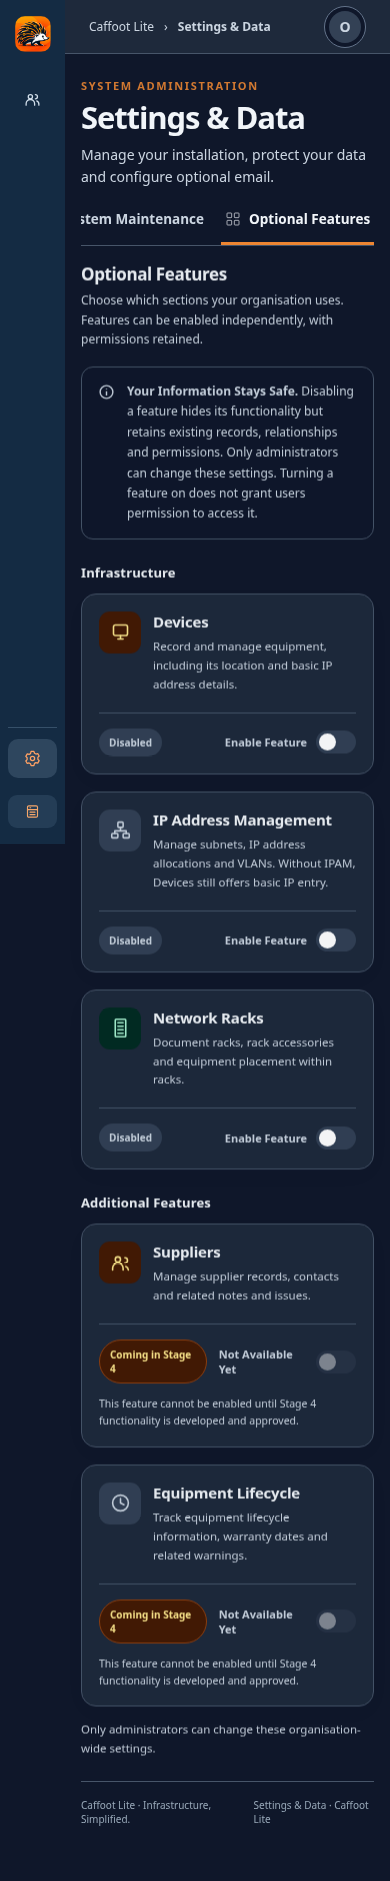 Caffoot Lite › Settings & Data
O
SYSTEM ADMINISTRATION
Settings & Data
Manage your installation, protect your data
and configure optional email.
stem Maintenance
Optional Features
Optional Features
Choose which sections your organisation uses.
Features can be enabled independently, with
permissions retained.
Your Information Stays Safe. Disabling
a feature hides its functionality but
retains existing records, relationships
and permissions. Only administrators
can change these settings. Turning a
feature on does not grant users
permission to access it.
Infrastructure
Devices
Record and manage equipment,
including its location and basic IP
address details.
Disabled
Enable Feature
IP Address Management
Manage subnets, IP address
allocations and VLANs. Without IPAM,
Devices still offers basic IP entry.
Disabled
Enable Feature
Network Racks
Document racks, rack accessories
and equipment placement within
racks.
Disabled
Enable Feature
Additional Features
Suppliers
Manage supplier records, contacts
and related notes and issues.
Coming in Stage
4
Not Available
Yet
This feature cannot be enabled until Stage 4
functionality is developed and approved.
Equipment Lifecycle
Track equipment lifecycle
information, warranty dates and
related warnings.
Coming in Stage
4
Not Available
Yet
This feature cannot be enabled until Stage 4
functionality is developed and approved.
Only administrators can change these organisation-
wide settings.
Caffoot Lite · Infrastructure,
Simplified.
Settings & Data · Caffoot
Lite